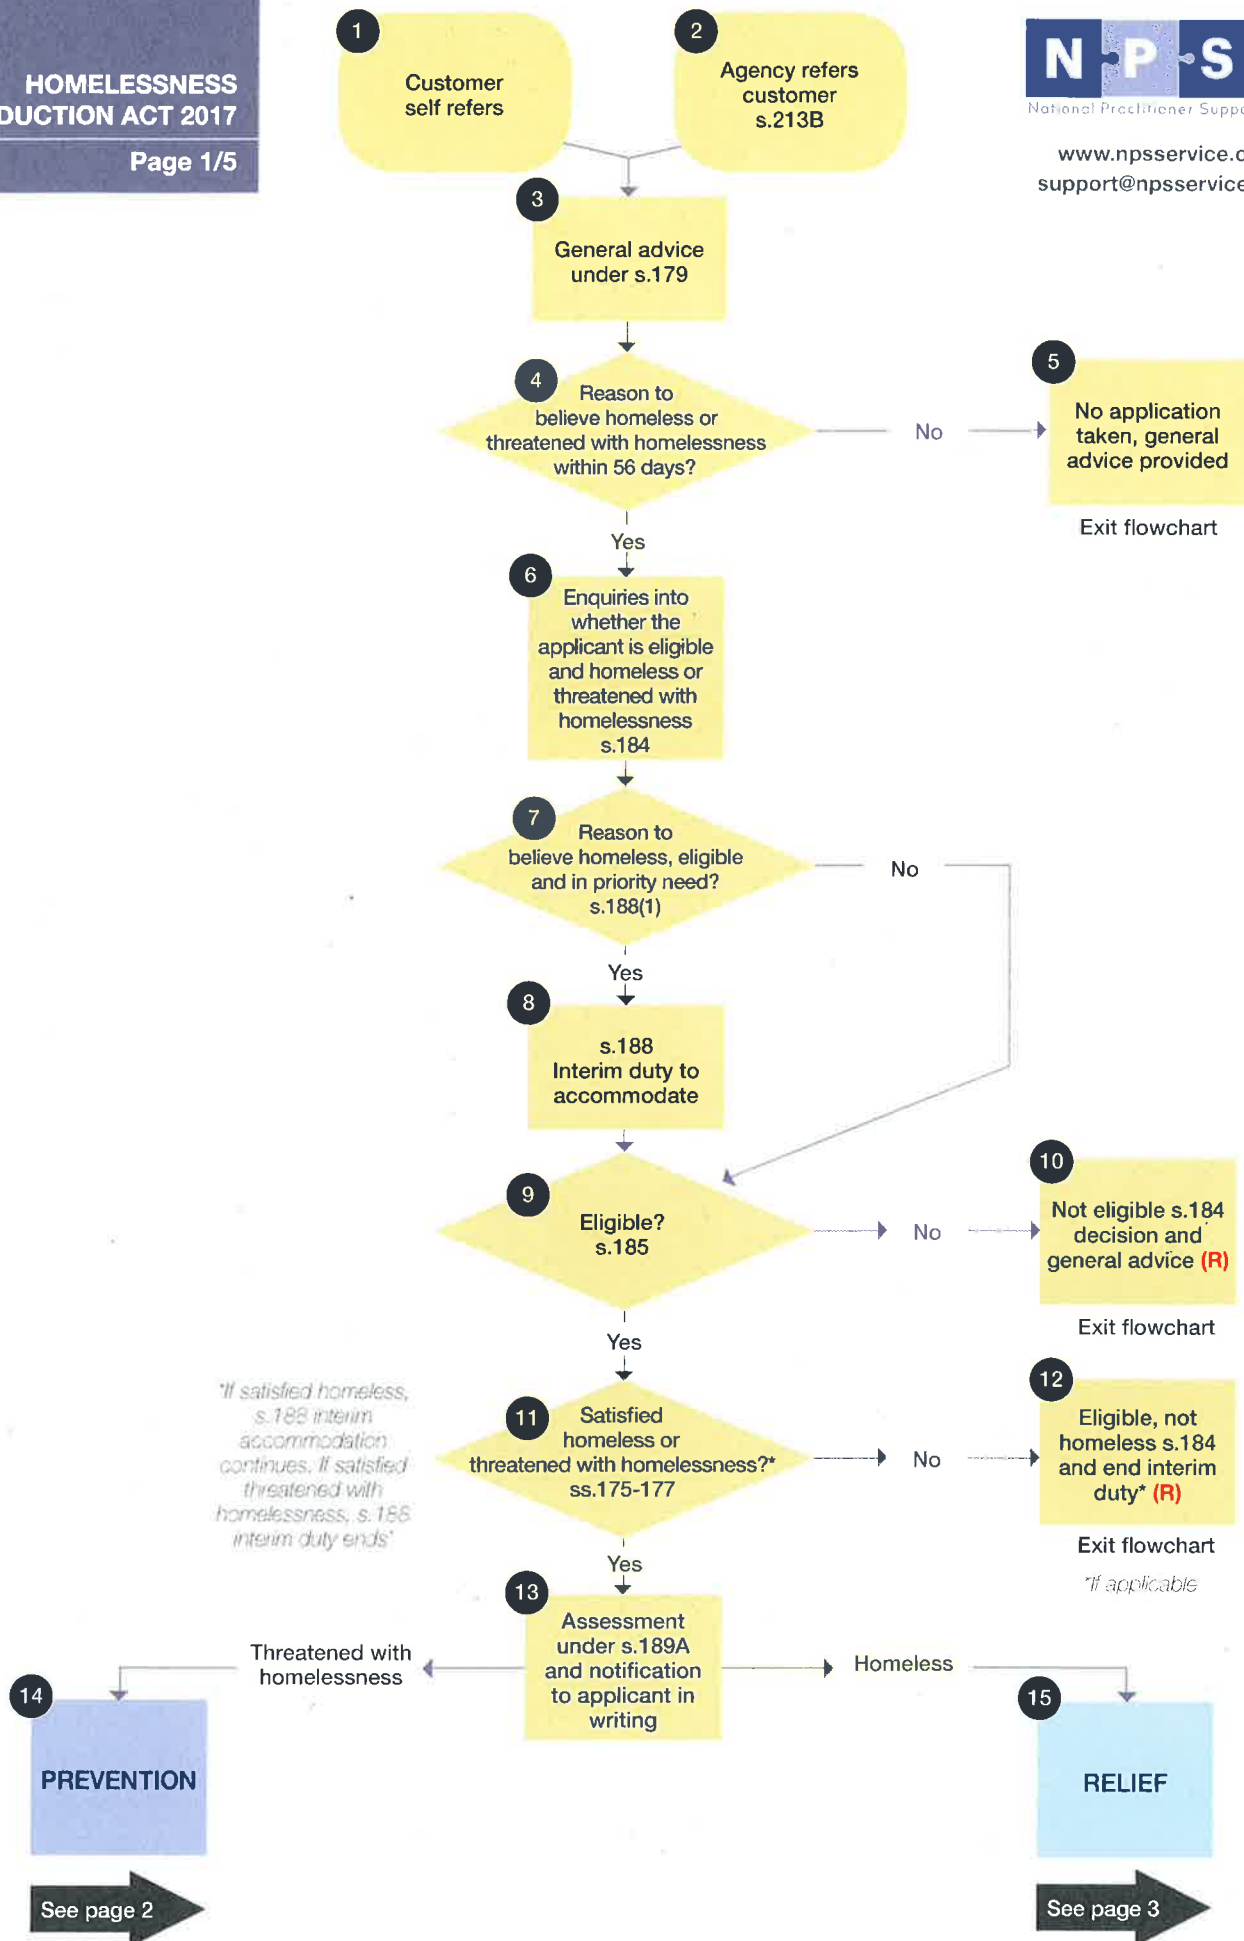 HOMELESSNESS
DUCTION ACT 2017
Page 1/5
1
Customer
self refers
2
Agency refers
customer
s.213B
N P S
National Practitioner Suppo
www.npsservice.c
support@npsservice
3
General advice
under s.179
4
Reason to
believe homeless or
threatened with homelessness
within 56 days?
No
5
No application
taken, general
advice provided
Exit flowchart
Yes
6
Enquiries into
whether the
applicant is eligible
and homeless or
threatened with
homelessness
s.184
7
Reason to
believe homeless, eligible
and in priority need?
s.188(1)
No
Yes
8
s.188
Interim duty to
accommodate
9
Eligible?
s.185
No
10
Not eligible s.184
decision and
general advice (R)
Exit flowchart
Yes
*If satisfied homeless,
s.188 interim
accommodation
continues. If satisfied
threatened with
homelessness, s.188
interim duty ends*
11
Satisfied
homeless or
threatened with homelessness?*
ss.175-177
No
12
Eligible, not
homeless s.184
and end interim
duty* (R)
Exit flowchart
*If applicable
Yes
13
Assessment
under s.189A
and notification
to applicant in
writing
Threatened with
homelessness
Homeless
14
PREVENTION
See page 2
15
RELIEF
See page 3